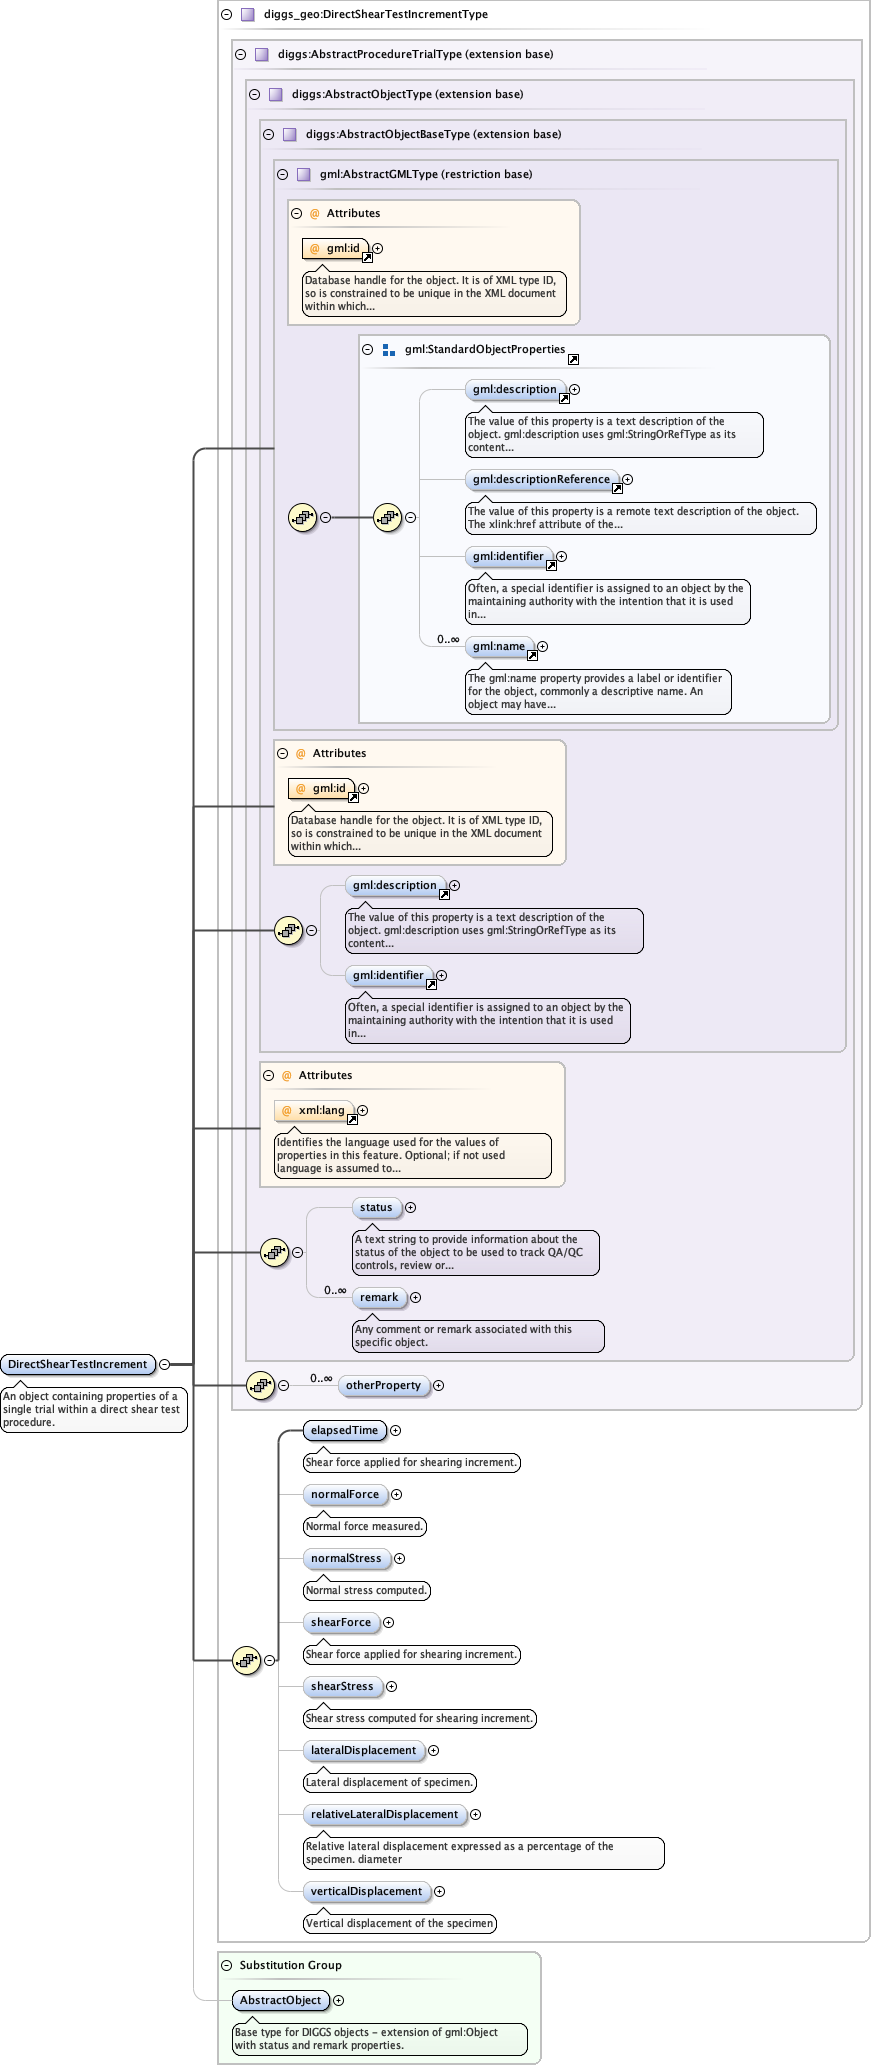 diggs_geo:DirectShearTestIncrementType
diggs:AbstractProcedureTrialType (extension base)
diggs:AbstractObjectType (extension base)
diggs:AbstractObjectBaseType (extension base)
gml:AbstractGMLType (restriction base)
@ Attributes
@ gml:id
Database handle for the object. It is of XML type ID,
so is constrained to be unique in the XML document
within which...
gml:StandardObjectProperties
gml:description
The value of this property is a text description of the
object. gml:description uses gml:StringOrRefType as its
content...
gml:descriptionReference
The value of this property is a remote text description of the object.
The xlink:href attribute of the...
gml:identifier
Often, a special identifier is assigned to an object by the
maintaining authority with the intention that it is used
in...
0..∞
gml:name
The gml:name property provides a label or identifier
for the object, commonly a descriptive name. An
object may have...
@ Attributes
@ gml:id
Database handle for the object. It is of XML type ID,
so is constrained to be unique in the XML document
within which...
gml:description
The value of this property is a text description of the
object. gml:description uses gml:StringOrRefType as its
content...
gml:identifier
Often, a special identifier is assigned to an object by the
maintaining authority with the intention that it is used
in...
@ Attributes
@ xml:lang
Identifies the language used for the values of
properties in this feature. Optional; if not used
language is assumed to...
status
A text string to provide information about the
status of the object to be used to track QA/QC
controls, review or...
0..∞
remark
Any comment or remark associated with this
specific object.
DirectShearTestIncrement
An object containing properties of a
single trial within a direct shear test
procedure.
0..∞
otherProperty
elapsedTime
Shear force applied for shearing increment.
normalForce
Normal force measured.
normalStress
Normal stress computed.
shearForce
Shear force applied for shearing increment.
shearStress
Shear stress computed for shearing increment.
lateralDisplacement
Lateral displacement of specimen.
relativeLateralDisplacement
Relative lateral displacement expressed as a percentage of the
specimen. diameter
verticalDisplacement
Vertical displacement of the specimen
Substitution Group
AbstractObject
Base type for DIGGS objects - extension of gml:Object
with status and remark properties.